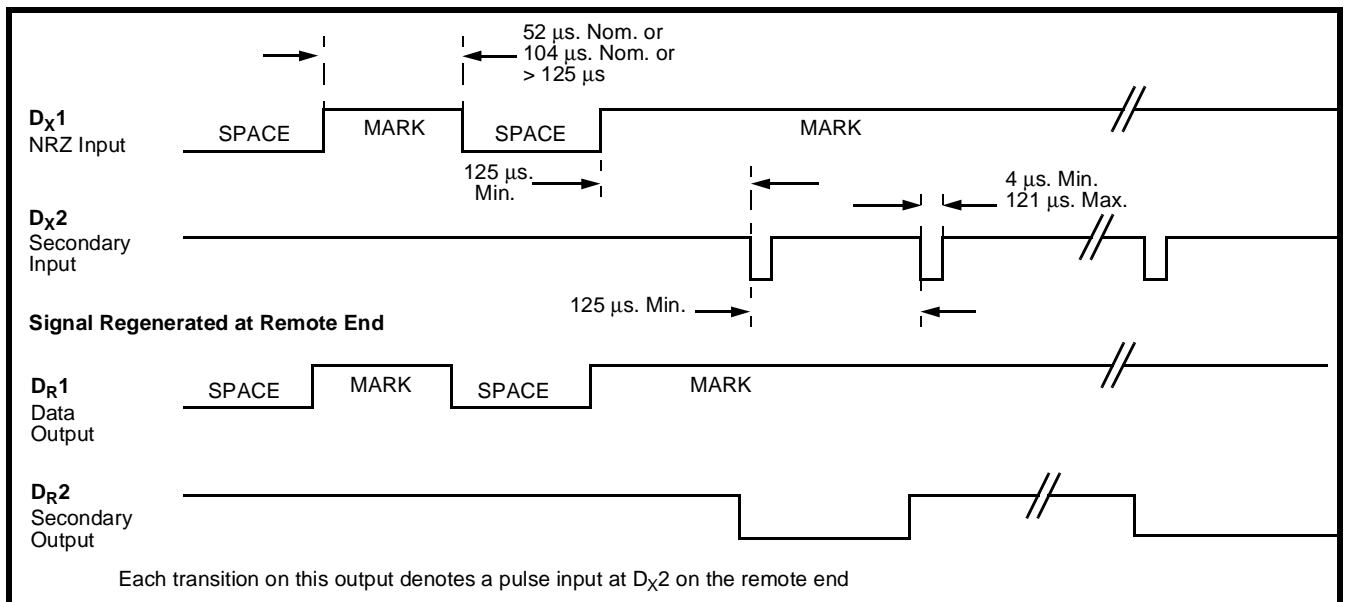 52 μs. Nom. or
104 μs. Nom. or
> 125 μs
DX1
NRZ Input
SPACE
MARK
SPACE
MARK
125 μs.
Min.
4 μs. Min.
121 μs. Max.
DX2
Secondary
Input
125 μs. Min.
Signal Regenerated at Remote End
DR1
Data
Output
SPACE
MARK
SPACE
MARK
DR2
Secondary
Output
Each transition on this output denotes a pulse input at DX2 on the remote end